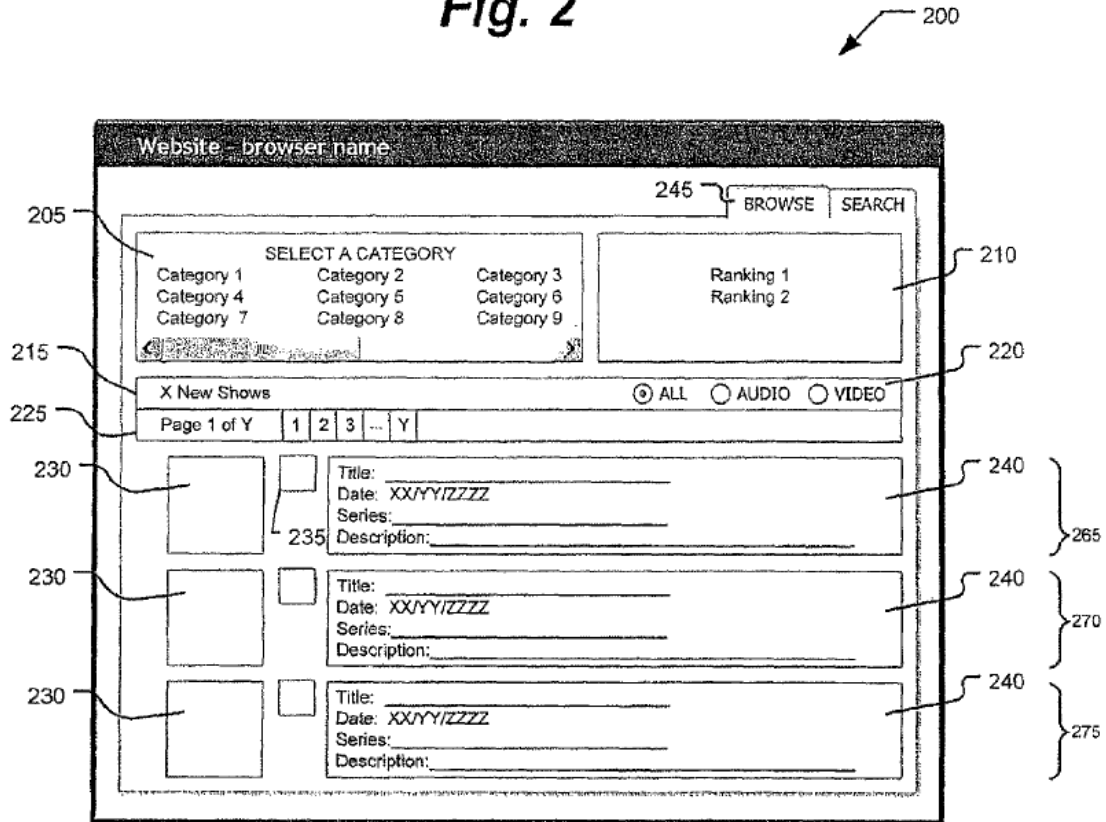 Fig. 2
200
Website - browser name
245 BROWSE SEARCH
205
SELECT A CATEGORY
Category 1 Category 2 Category 3
Category 4 Category 5 Category 6
Category 7 Category 8 Category 9
Ranking 1
Ranking 2
210
215
X New Shows
ALL AUDIO VIDEO
220
225
Page 1 of Y 1 2 3 ... Y
230
235
Title:
Date: XX/YY/ZZZZ
Series:
Description:
240
265
230
Title:
Date: XX/YY/ZZZZ
Series:
Description:
240
270
230
Title:
Date: XX/YY/ZZZZ
Series:
Description:
240
275